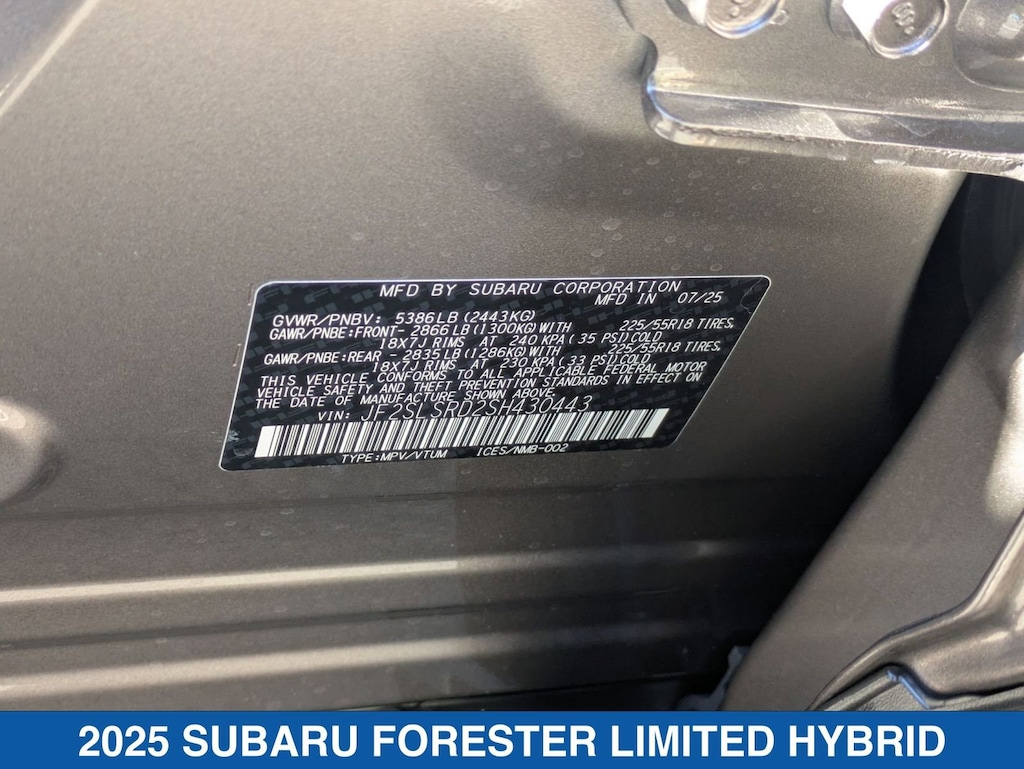 MFD BY SUBARU CORPORATION
MFD IN 07/25
GVWR/PNBV: 5386LB(2443KG)
GAWR/PNBE:FRONT- 2866LB(1300KG)WITH 225/55R18 TIRES,
18X7J RIMS AT 240 KPA(35 PSI)COLD
GAWR/PNBE:REAR - 2835LB(1286KG)WITH 225/55R18 TIRES,
18X7J RIMS AT 230 KPA(33 PSI)COLD
THIS VEHICLE CONFORMS TO ALL APPLICABLE FEDERAL MOTOR
VEHICLE SAFETY AND THEFT PREVENTION STANDARDS IN EFFECT ON
THE DATE OF MANUFACTURE SHOWN ABOVE.
VIN: JF2SLSRD2SH430443
TYPE:MPV/VTUM ICES/NMB-002
2025 SUBARU FORESTER LIMITED HYBRID